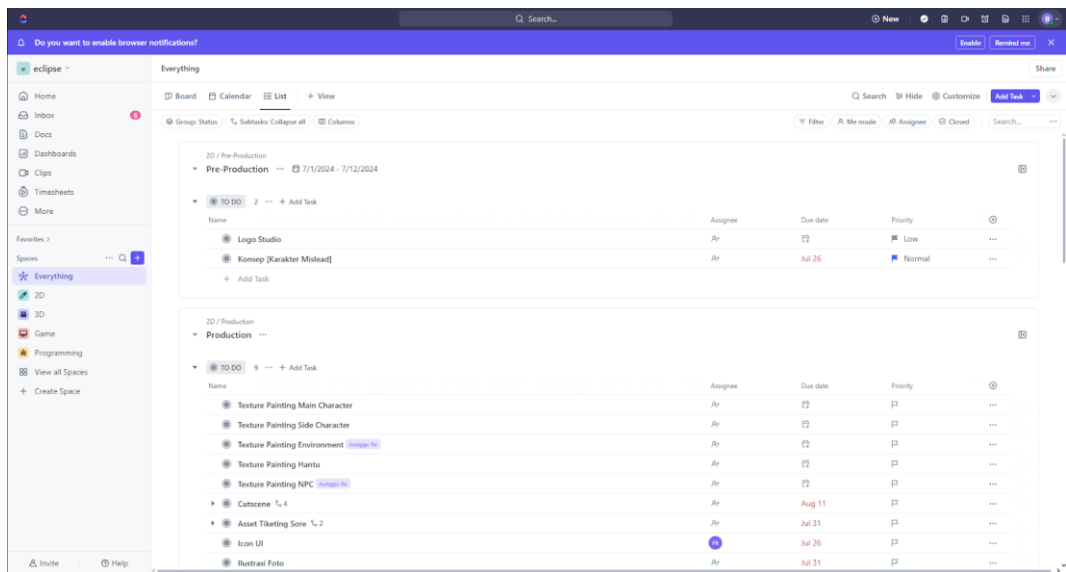 Search...
New
B
Do you want to enable browser notifications?
Enable Remind me
e eclipse
Home
Inbox 6
Docs
Dashboards
Clips
Timesheets
More
Favorites >
Spaces
Everything
2D
3D
Game
Programming
View all Spaces
+ Create Space
Invite Help
Everything
Share
Board Calendar List + View
Search Hide Customize Add Task
Group: Status Subtasks: Collapse all Columns
Filter Me mode Assignee Closed Search...
2D / Pre-Production
Pre-Production ... 7/1/2024 - 7/12/2024
TO DO 2 ... + Add Task
Name Assignee Due date Priority
Logo Studio Low
Konsep [Karakter Mislead] Jul 26 Normal
+ Add Task
2D / Production
Production ...
TO DO 9 ... + Add Task
Name Assignee Due date Priority
Texture Painting Main Character
Texture Painting Side Character
Texture Painting Environment
Texture Painting Hantu
Texture Painting NPC
Cutscene 4 Aug 11
Asset Tiketing Sore 2 Jul 31
Icon UI Jul 26
Ilustrasi Foto Jul 31